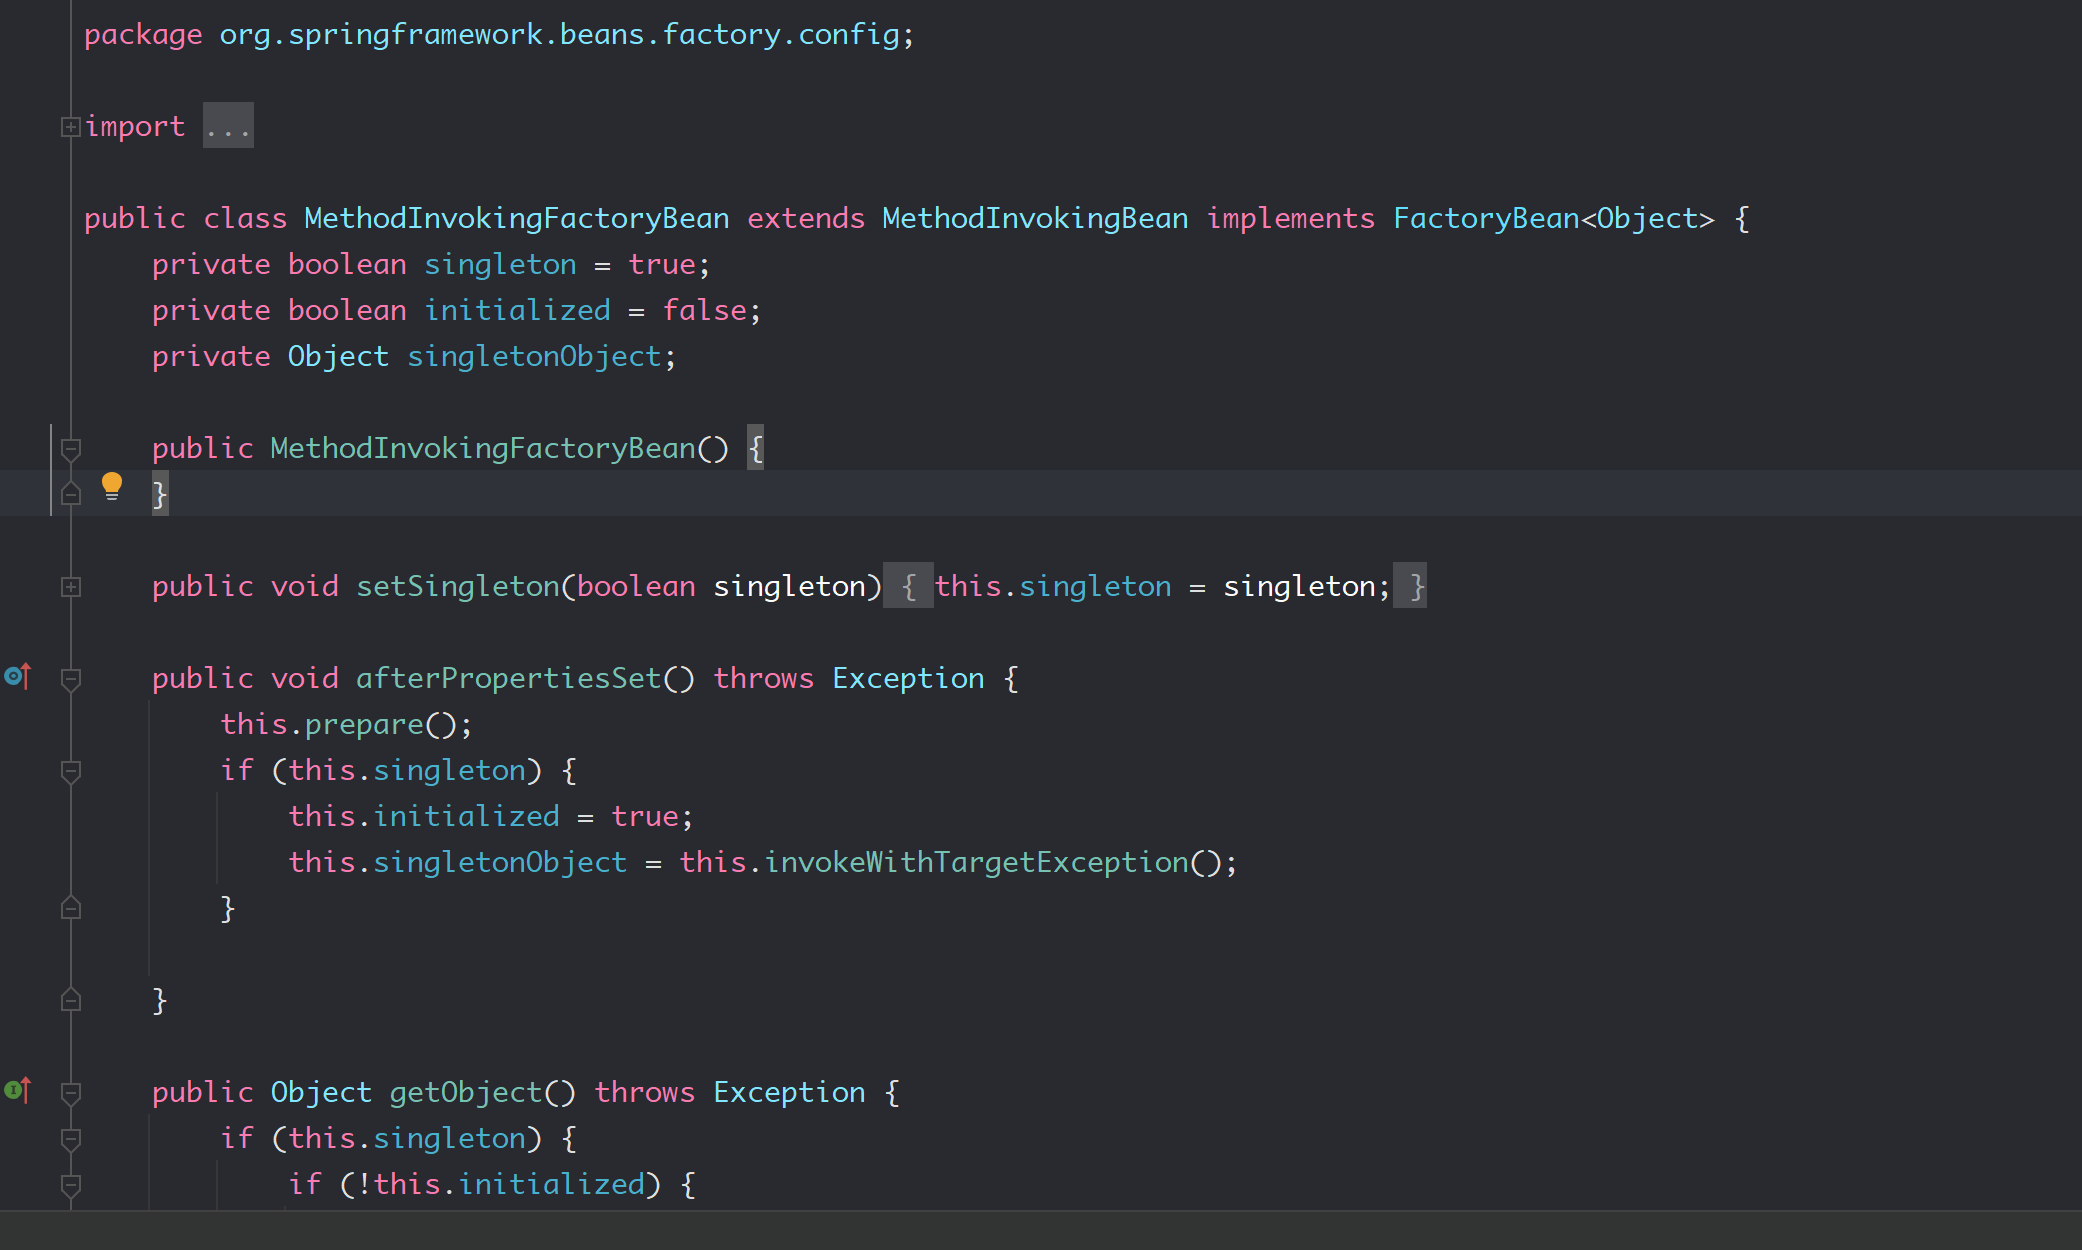 package org.springframework.beans.factory.config;
import ...
public class MethodInvokingFactoryBean extends MethodInvokingBean implements FactoryBean<Object> {
private boolean singleton = true;
private boolean initialized = false;
private Object singletonObject;
public MethodInvokingFactoryBean() {
}
public void setSingleton(boolean singleton) { this.singleton = singleton; }
public void afterPropertiesSet() throws Exception {
this.prepare();
if (this.singleton) {
this.initialized = true;
this.singletonObject = this.invokeWithTargetException();
}
}
public Object getObject() throws Exception {
if (this.singleton) {
if (!this.initialized) {